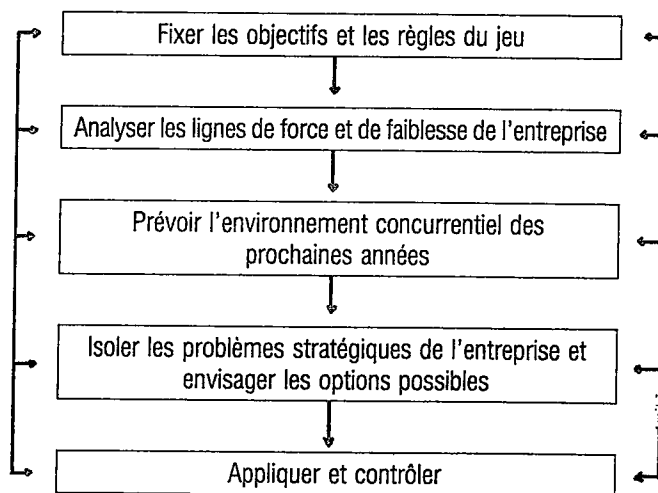 Fixer les objectifs et les règles du jeu
Analyser les lignes de force et de faiblesse de l'entreprise
Prévoir l'environnement concurrentiel des
prochaines années
Isoler les problèmes stratégiques de l'entreprise et
envisager les options possibles
Appliquer et contrôler